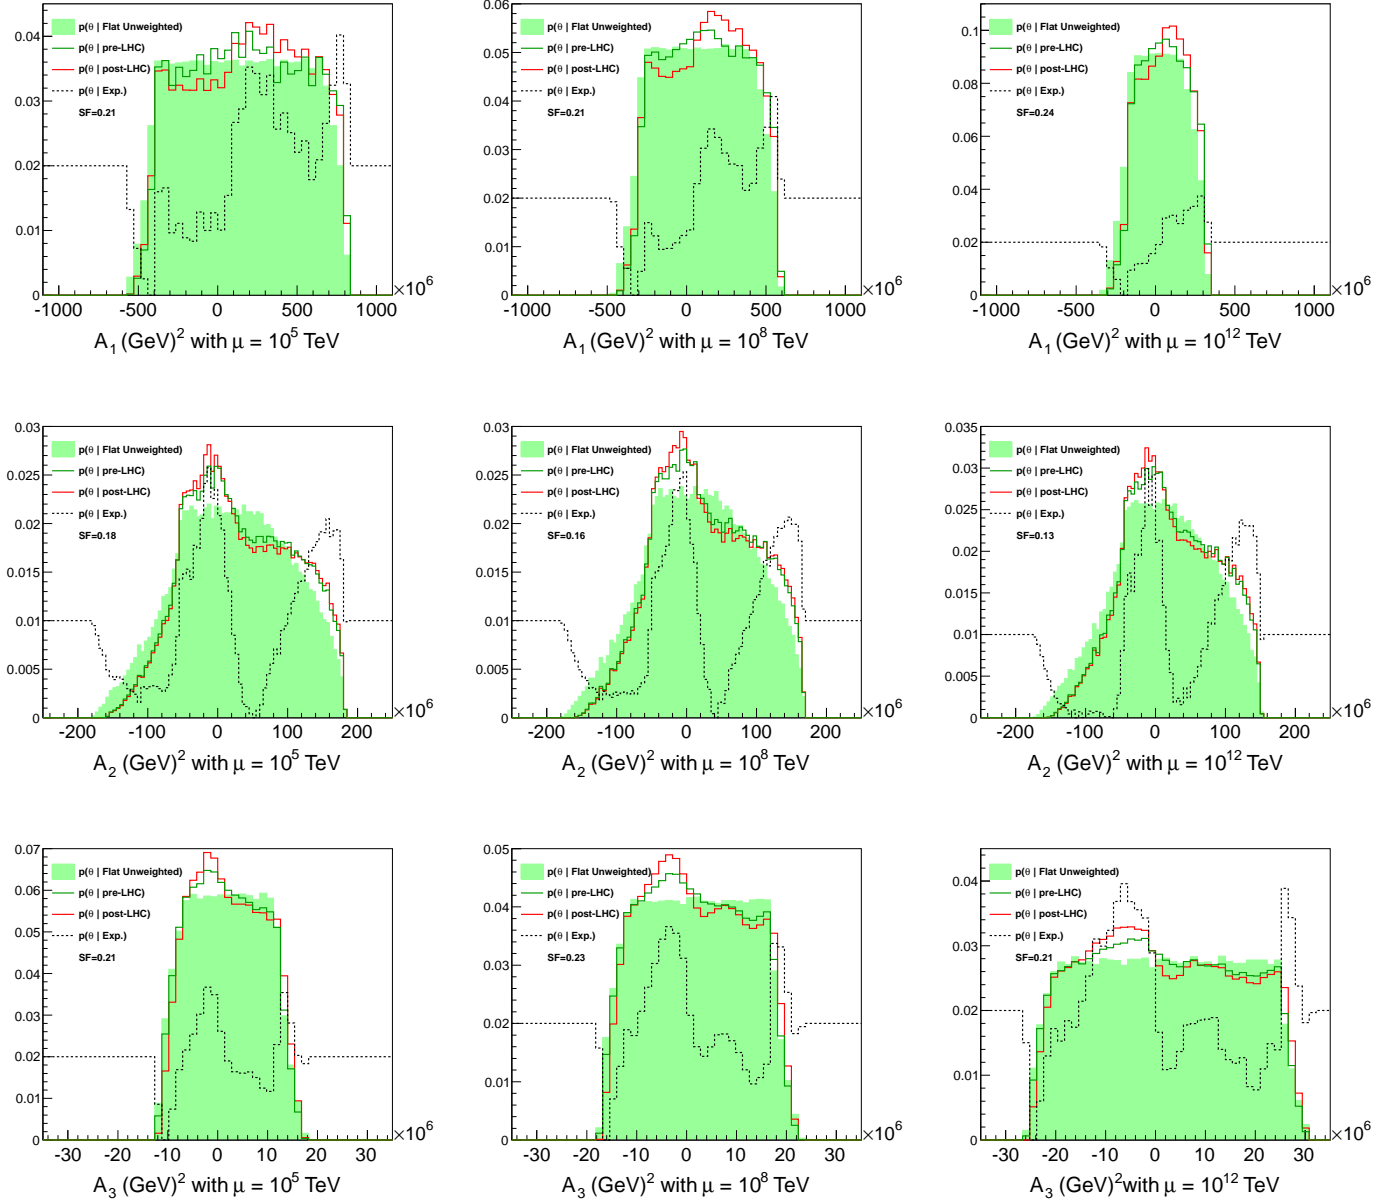 0.04
0.03
0.02
0.01
0
p(θ | Flat Unweighted)
p(θ | pre-LHC)
p(θ | post-LHC)
p(θ | Exp.)
SF=0.21
-1000 -500 0 500 1000
×10^6
A_1 (GeV)^2 with μ = 10^5 TeV
0.06
0.05
0.04
0.03
0.02
0.01
0
p(θ | Flat Unweighted)
p(θ | pre-LHC)
p(θ | post-LHC)
p(θ | Exp.)
SF=0.21
-1000 -500 0 500 1000
×10^6
A_1 (GeV)^2 with μ = 10^8 TeV
0.1
0.08
0.06
0.04
0.02
0
p(θ | Flat Unweighted)
p(θ | pre-LHC)
p(θ | post-LHC)
p(θ | Exp.)
SF=0.24
-1000 -500 0 500 1000
×10^6
A_1 (GeV)^2 with μ = 10^12 TeV
0.03
0.025
0.02
0.015
0.01
0.005
0
p(θ | Flat Unweighted)
p(θ | pre-LHC)
p(θ | post-LHC)
p(θ | Exp.)
SF=0.18
-200 -100 0 100 200
×10^6
A_2 (GeV)^2 with μ = 10^5 TeV
0.03
0.025
0.02
0.015
0.01
0.005
0
p(θ | Flat Unweighted)
p(θ | pre-LHC)
p(θ | post-LHC)
p(θ | Exp.)
SF=0.16
-200 -100 0 100 200
×10^6
A_2 (GeV)^2 with μ = 10^8 TeV
0.035
0.03
0.025
0.02
0.015
0.01
0.005
0
p(θ | Flat Unweighted)
p(θ | pre-LHC)
p(θ | post-LHC)
p(θ | Exp.)
SF=0.13
-200 -100 0 100 200
×10^6
A_2 (GeV)^2 with μ = 10^12 TeV
0.07
0.06
0.05
0.04
0.03
0.02
0.01
0
p(θ | Flat Unweighted)
p(θ | pre-LHC)
p(θ | post-LHC)
p(θ | Exp.)
SF=0.21
-30 -20 -10 0 10 20 30
×10^6
A_3 (GeV)^2 with μ = 10^5 TeV
0.05
0.04
0.03
0.02
0.01
0
p(θ | Flat Unweighted)
p(θ | pre-LHC)
p(θ | post-LHC)
p(θ | Exp.)
SF=0.23
-30 -20 -10 0 10 20 30
×10^6
A_3 (GeV)^2 with μ = 10^8 TeV
0.04
0.03
0.02
0.01
0
p(θ | Flat Unweighted)
p(θ | pre-LHC)
p(θ | post-LHC)
p(θ | Exp.)
SF=0.21
-30 -20 -10 0 10 20 30
×10^6
A_3 (GeV)^2with μ = 10^12 TeV